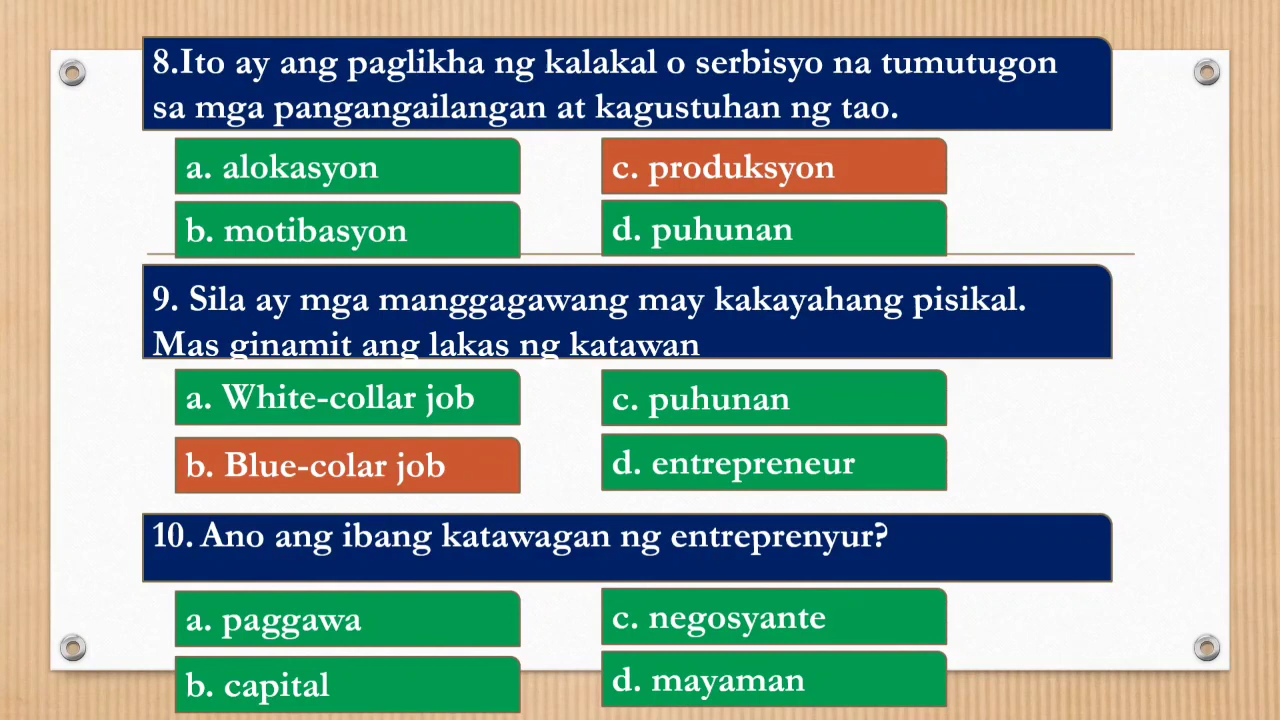 8.Ito ay ang paglikha ng kalakal o serbisyo na tumutugon
sa mga pangangailangan at kagustuhan ng tao.
a. alokasyon
c. produksyon
b. motibasyon
d. puhunan
9. Sila ay mga manggagawang may kakayahang pisikal.
Mas ginamit ang lakas ng katawan
a. White-collar job
c. puhunan
b. Blue-colar job
d. entrepreneur
10. Ano ang ibang katawagan ng entreprenyur?
a. paggawa
c. negosyante
b. capital
d. mayaman